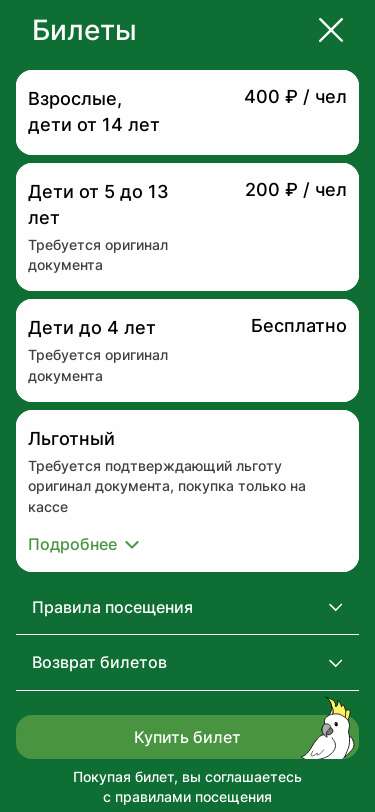 Билеты
Взрослые,
дети от 14 лет
400 ₽ / чел
Дети от 5 до 13
лет
200 ₽ / чел
Требуется оригинал
документа
Дети до 4 лет
Бесплатно
Требуется оригинал
документа
Льготный
Требуется подтверждающий льготу
оригинал документа, покупка только на
кассе
Подробнее
Правила посещения
Возврат билетов
Купить билет
Покупая билет, вы соглашаетесь
с правилами посещения